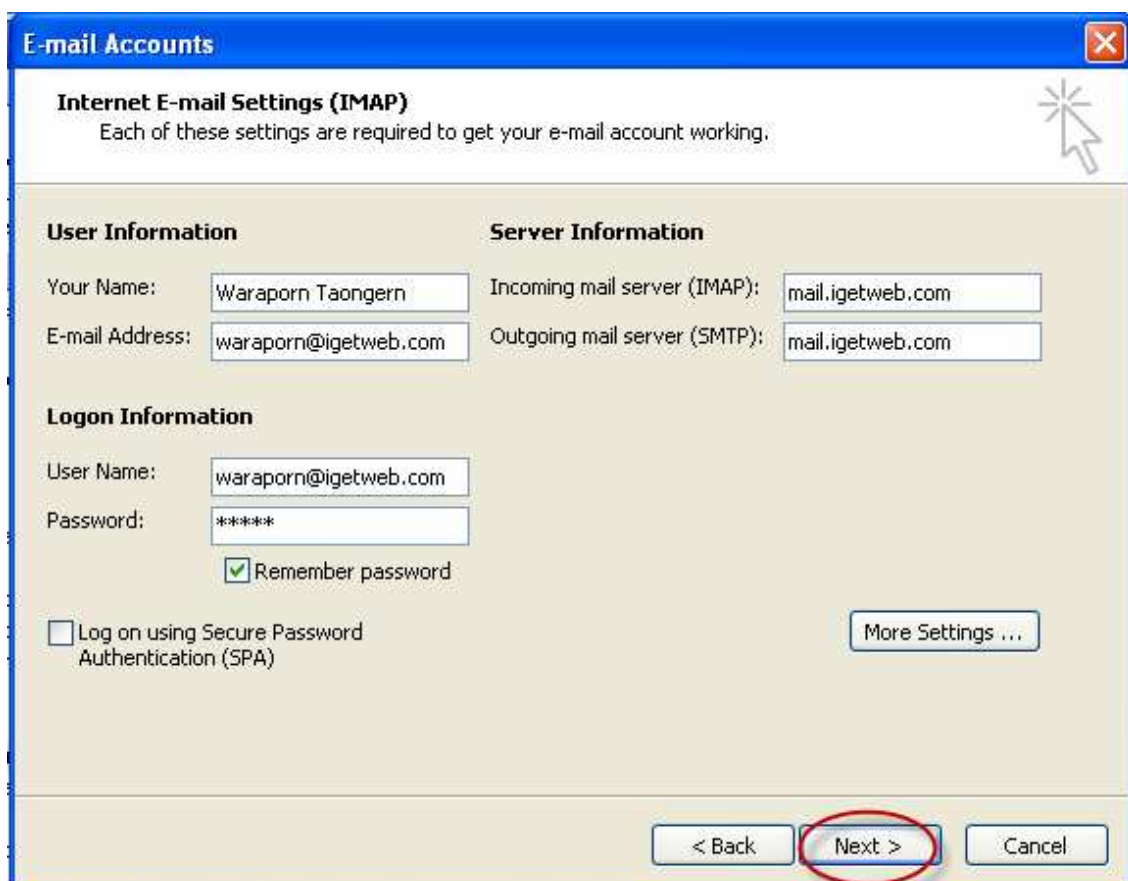 E-mail Accounts
Internet E-mail Settings (IMAP)
Each of these settings are required to get your e-mail account working.
User Information
Your Name: Waraporn Taongern
E-mail Address: waraporn@igetweb.com
Server Information
Incoming mail server (IMAP): mail.igetweb.com
Outgoing mail server (SMTP): mail.igetweb.com
Logon Information
User Name: waraporn@igetweb.com
Password: *****
Remember password
Log on using Secure Password
Authentication (SPA)
More Settings ...
< Back Next > Cancel